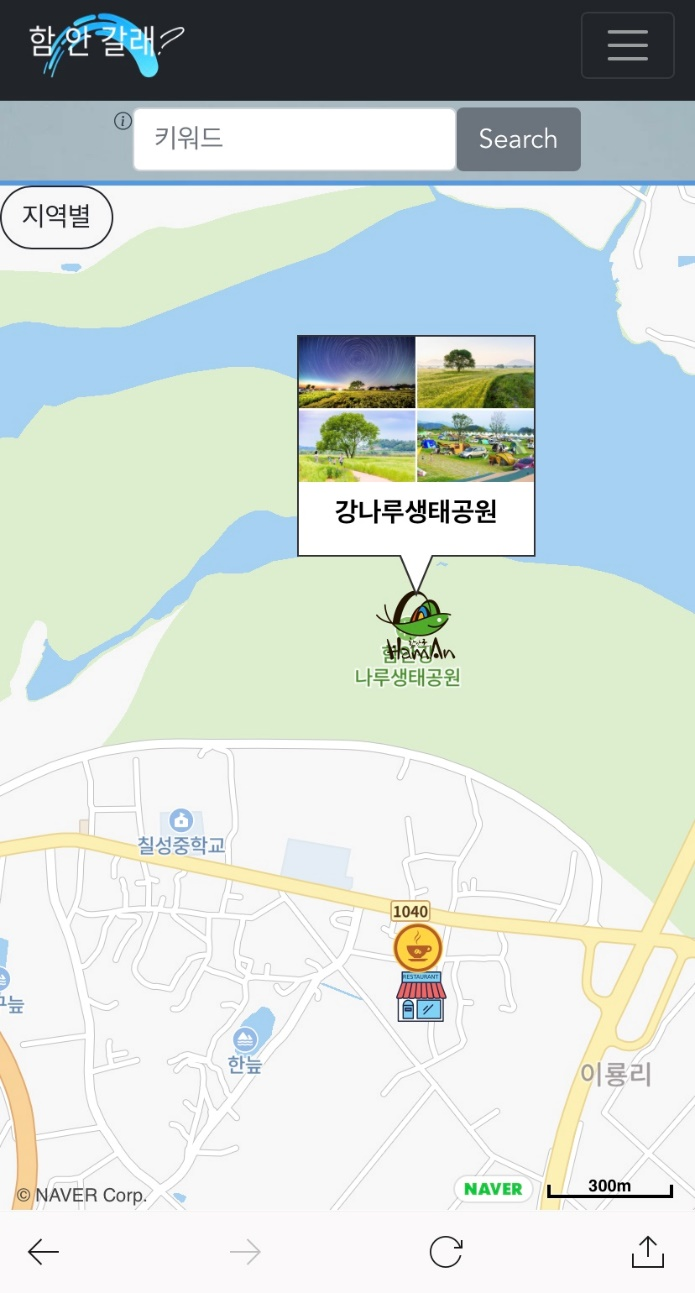 함 안 갈래?
키워드
Search
지역별
강나루생태공원
HamAn
나루생태공원
칠성중학교
1040
RESTAURANT
한늪
이룡리
© NAVER Corp.
NAVER
300m